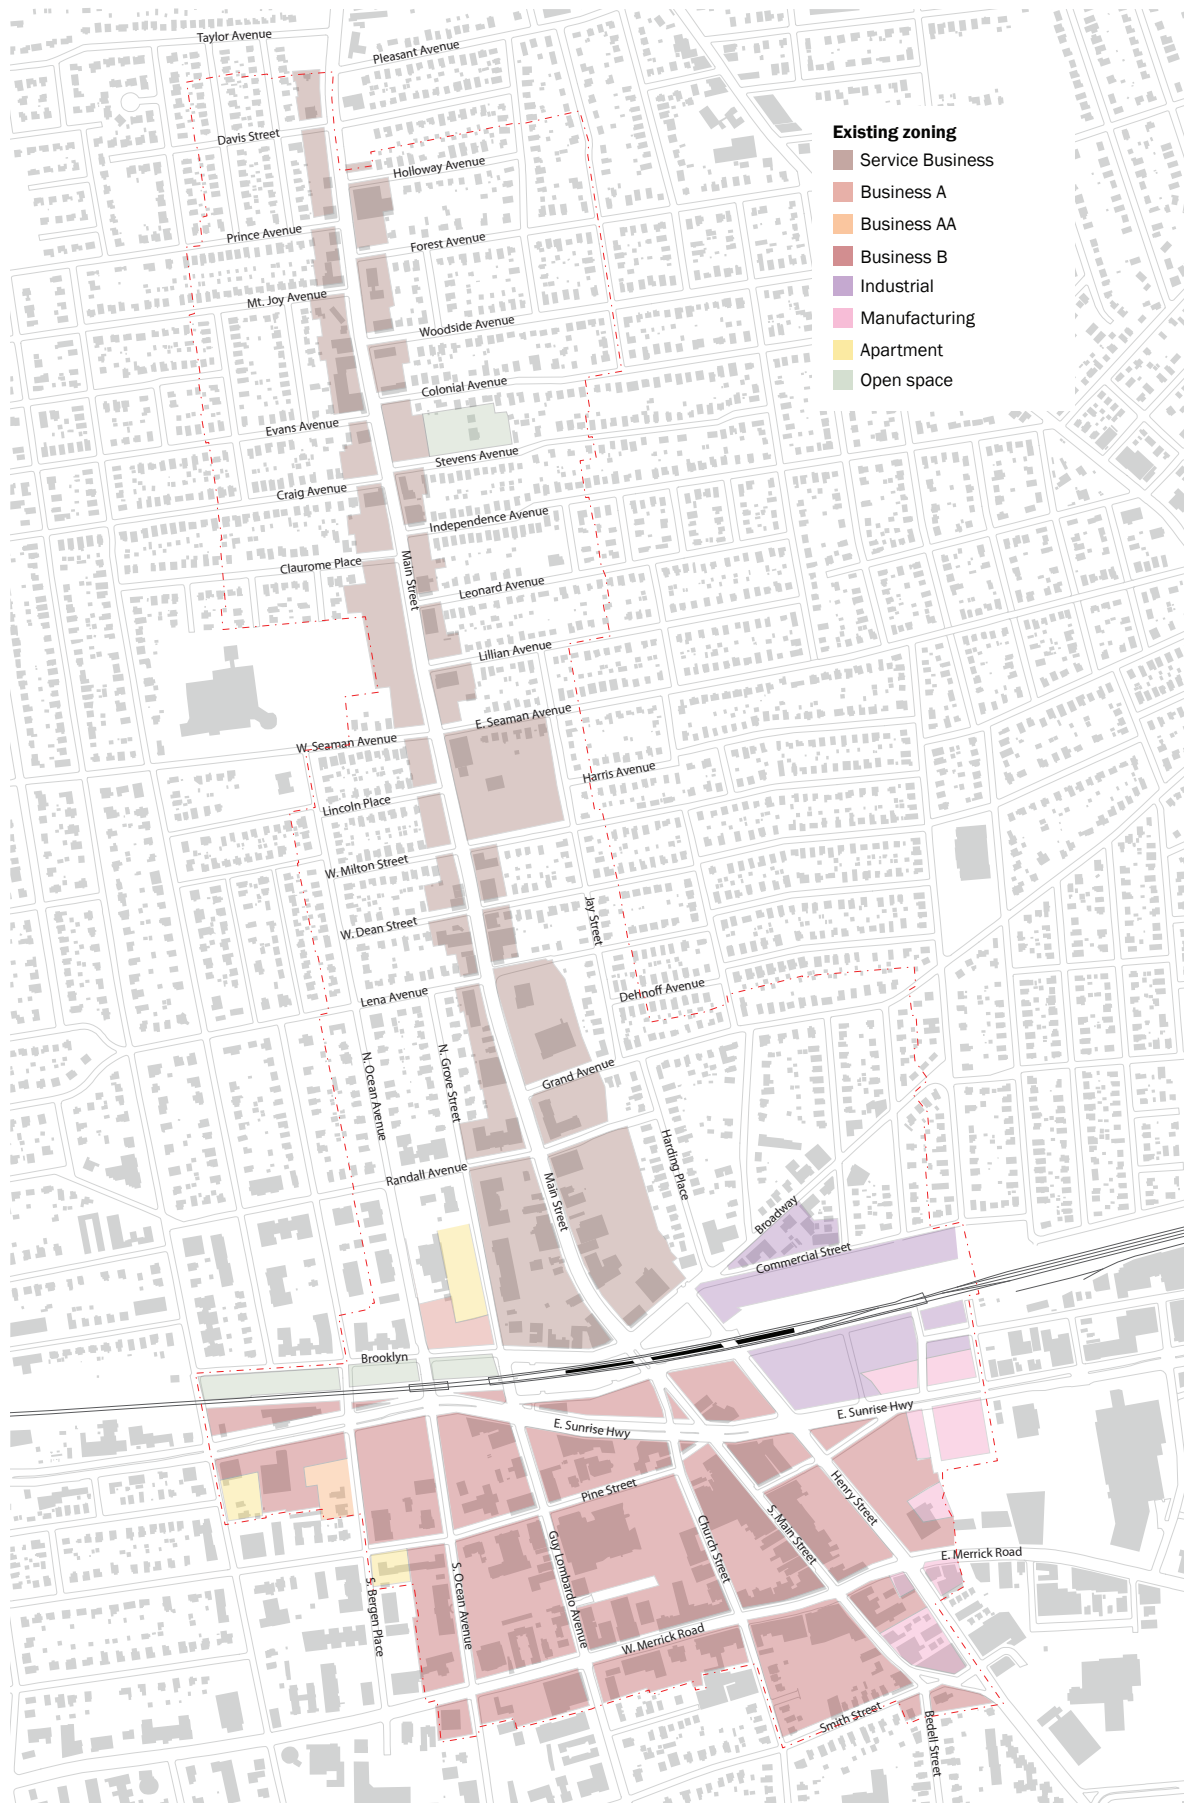 Taylor Avenue
Pleasant Avenue
Davis Street
Holloway Avenue
Prince Avenue
Forest Avenue
Mt. Joy Avenue
Woodside Avenue
Colonial Avenue
Evans Avenue
Stevens Avenue
Craig Avenue
Independence Avenue
Claurome Place
Main Street
Leonard Avenue
Lillian Avenue
E. Seaman Avenue
W. Seaman Avenue
Harris Avenue
Lincoln Place
W. Milton Street
W. Dean Street
Jay Street
Lena Avenue
Dehnoff Avenue
N. Ocean Avenue
N. Grove Street
Grand Avenue
Harding Place
Randall Avenue
Main Street
Broadway
Commercial Street
Brooklyn
E. Sunrise Hwy
E. Sunrise Hwy
Pine Street
Henry Street
S. Main Street
Church Street
Guy Lombardo Avenue
E. Merrick Road
S. Ocean Avenue
S. Bergen Place
W. Merrick Road
Smith Street
Bedell Street
Existing zoning
Service Business
Business A
Business AA
Business B
Industrial
Manufacturing
Apartment
Open space